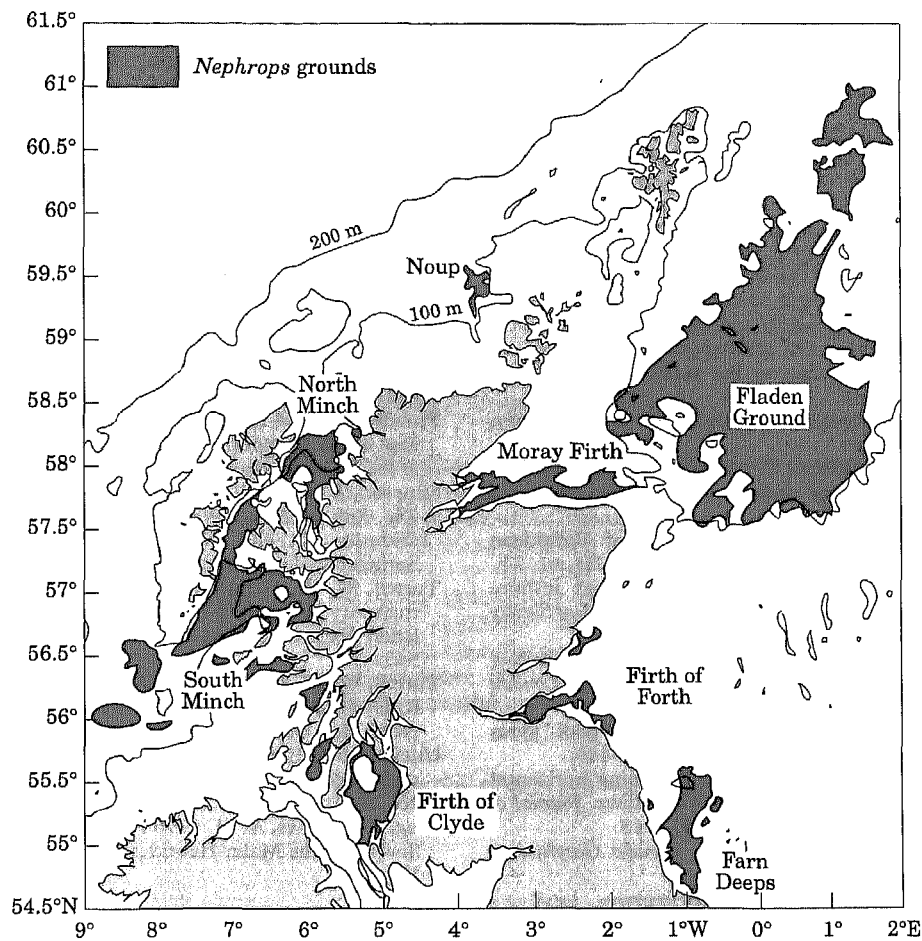 61.5°
Nephrops grounds
61°
60.5°
60°
200 m
59.5°
Noup
100 m
59°
North
Minch
58.5°
Fladen
Ground
Moray Firth
58°
57.5°
57°
56.5°
South
Minch
Firth of
Forth
56°
55.5°
Firth of
Clyde
55°
Farn
Deeps
54.5°N
9° 8° 7° 6° 5° 4° 3° 2° 1°W 0° 1° 2°E